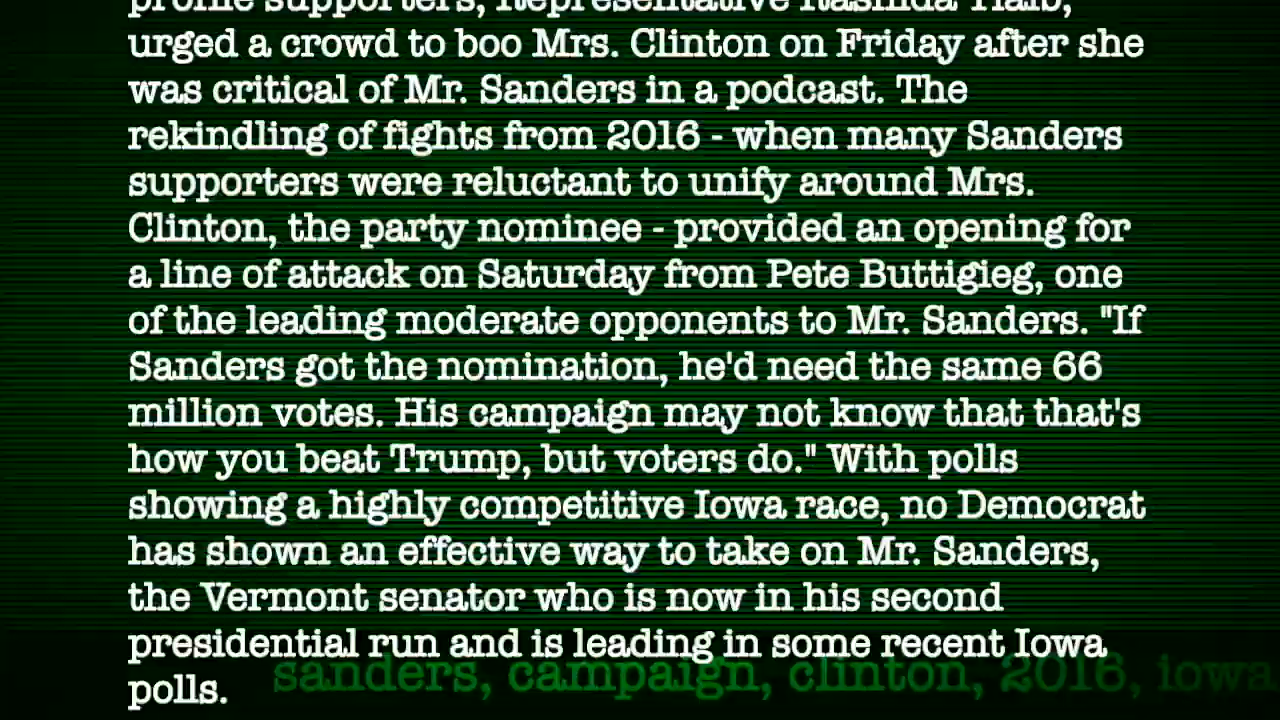 profile supporters, Representative Rashida Tlaib,
urged a crowd to boo Mrs. Clinton on Friday after she
was critical of Mr. Sanders in a podcast. The
rekindling of fights from 2016 - when many Sanders
supporters were reluctant to unify around Mrs.
Clinton, the party nominee - provided an opening for
a line of attack on Saturday from Pete Buttigieg, one
of the leading moderate opponents to Mr. Sanders. "If
Sanders got the nomination, he'd need the same 66
million votes. His campaign may not know that that's
how you beat Trump, but voters do." With polls
showing a highly competitive Iowa race, no Democrat
has shown an effective way to take on Mr. Sanders,
the Vermont senator who is now in his second
presidential run and is leading in some recent Iowa
polls.
sanders, campaign, clinton, 2016, iowa